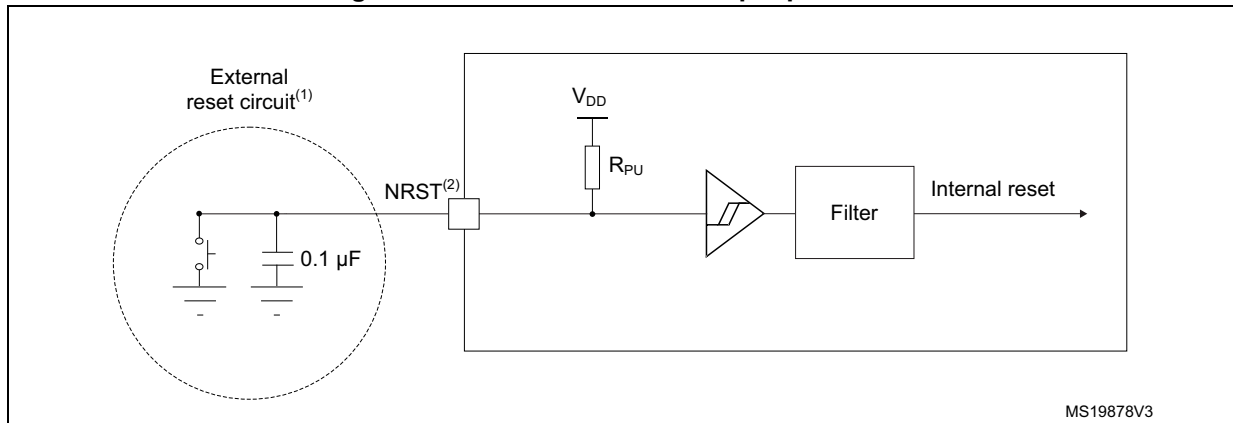 External
reset circuit(1)
VDD
RPU
NRST(2)
Filter
Internal reset
0.1 µF
MS19878V3